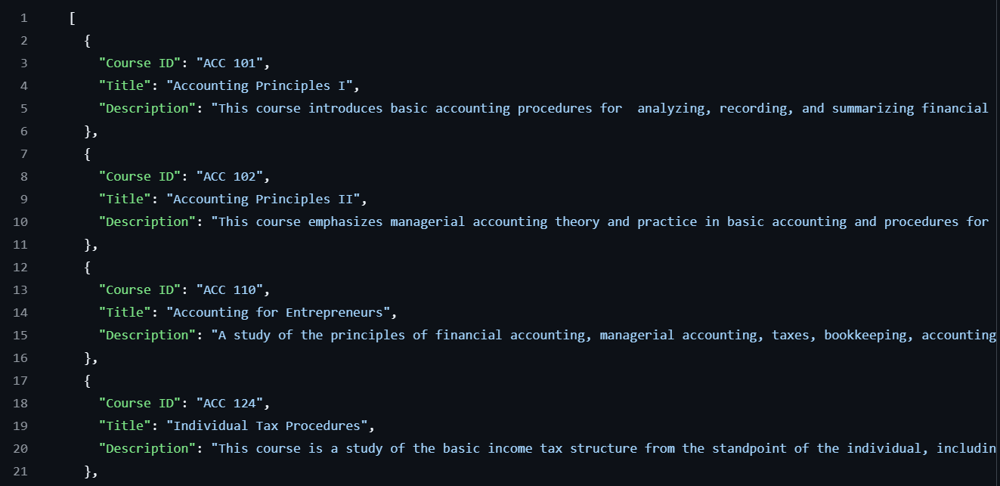 1 [
2 {
3 "Course ID": "ACC 101",
4 "Title": "Accounting Principles I",
5 "Description": "This course introduces basic accounting procedures for  analyzing, recording, and summarizing financial
6 },
7 {
8 "Course ID": "ACC 102",
9 "Title": "Accounting Principles II",
10 "Description": "This course emphasizes managerial accounting theory and practice in basic accounting and procedures for
11 },
12 {
13 "Course ID": "ACC 110",
14 "Title": "Accounting for Entrepreneurs",
15 "Description": "A study of the principles of financial accounting, managerial accounting, taxes, bookkeeping, accounting
16 },
17 {
18 "Course ID": "ACC 124",
19 "Title": "Individual Tax Procedures",
20 "Description": "This course is a study of the basic income tax structure from the standpoint of the individual, includin
21 },